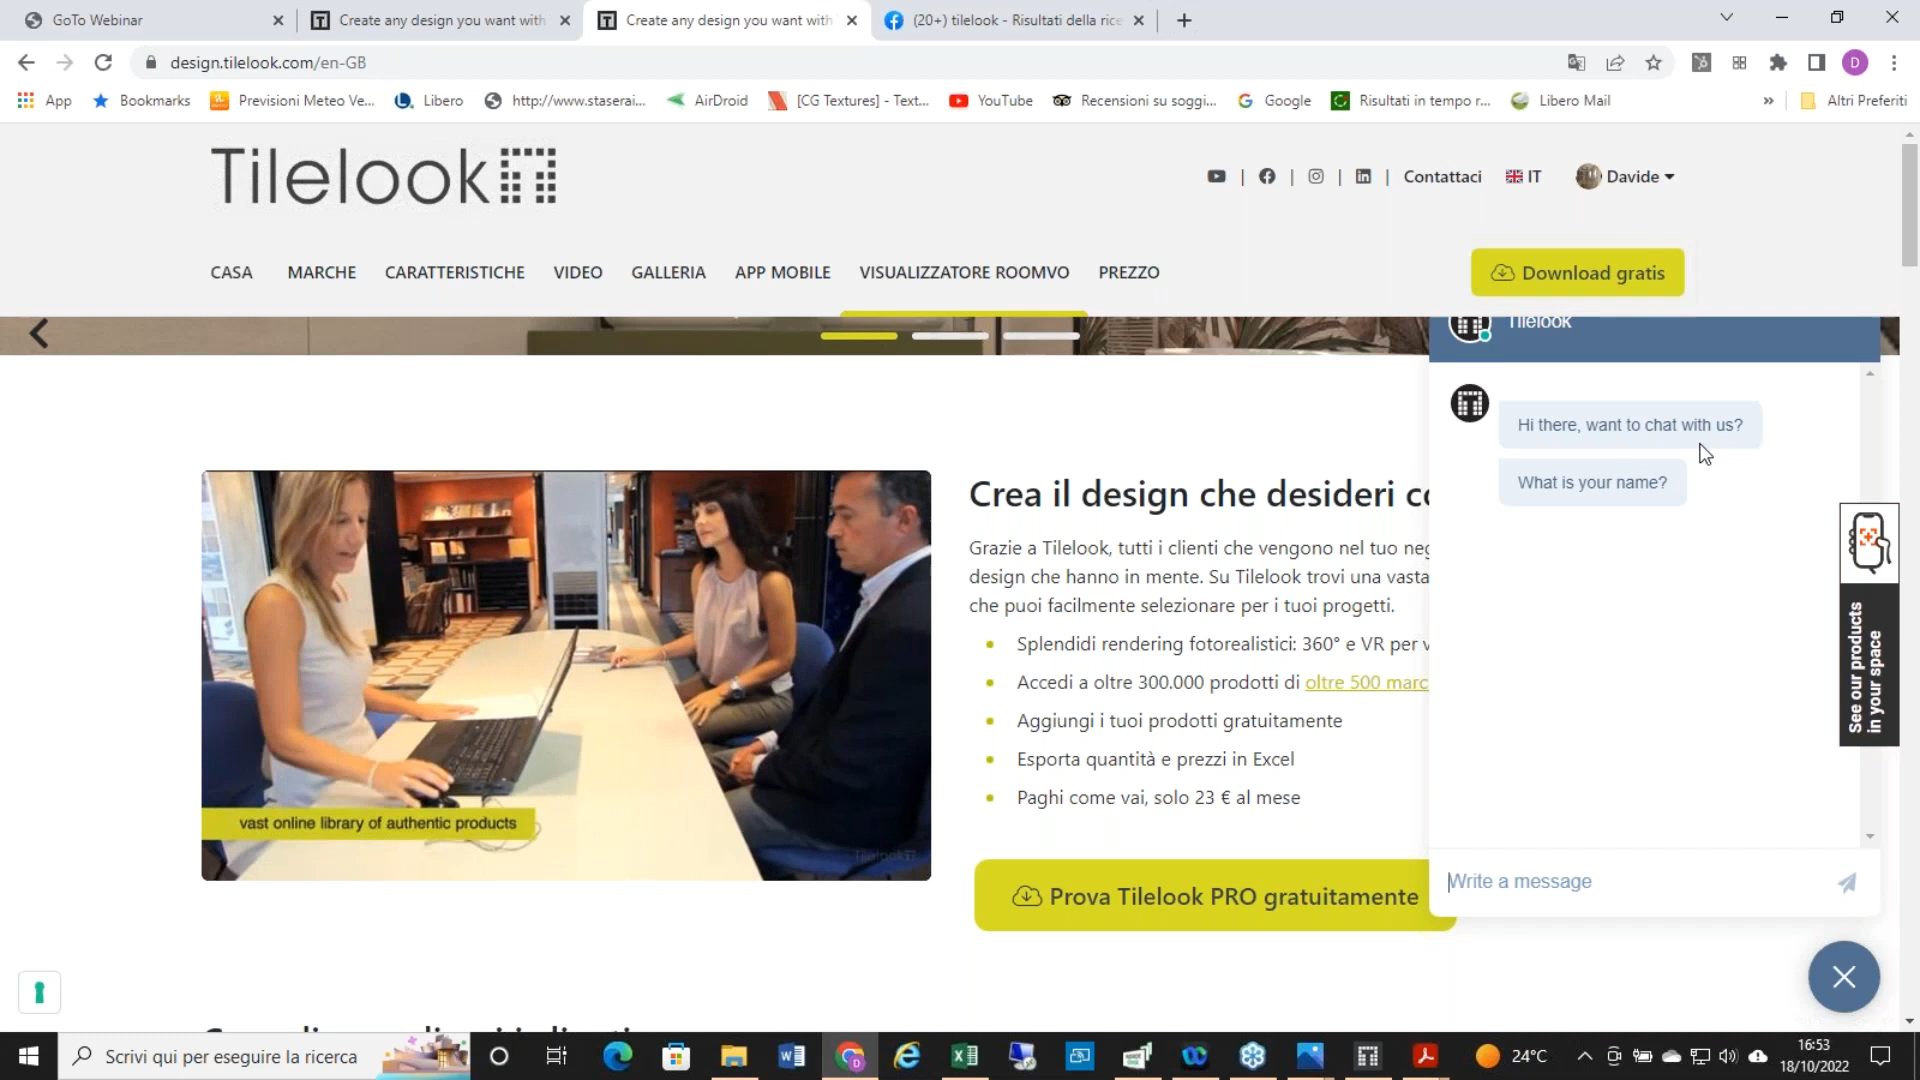 GoTo Webinar
Create any design you want with
Create any design you want with
(20+) tilelook - Risultati della rice
design.tilelook.com/en-GB
D
App
Bookmarks
Previsioni Meteo Ve...
Libero
http://www.staserai...
AirDroid
[CG Textures] - Text...
YouTube
Recensioni su soggi...
Google
Risultati in tempo r...
Libero Mail
»
Altri Preferiti
Tilelook
Contattaci
IT
Davide
CASA
MARCHE
CARATTERISTICHE
VIDEO
GALLERIA
APP MOBILE
VISUALIZZATORE ROOMVO
PREZZO
Download gratis
Tilelook
Hi there, want to chat with us?
What is your name?
Crea il design che desideri co
Grazie a Tilelook, tutti i clienti che vengono nel tuo neg
design che hanno in mente. Su Tilelook trovi una vasta
che puoi facilmente selezionare per i tuoi progetti.
Splendidi rendering fotorealistici: 360° e VR per v
Accedi a oltre 300.000 prodotti di oltre 500 marc
Aggiungi i tuoi prodotti gratuitamente
Esporta quantità e prezzi in Excel
Paghi come vai, solo 23 € al mese
vast online library of authentic products
Tilelook
See our products
in your space
Prova Tilelook PRO gratuitamente
Write a message
Scrivi qui per eseguire la ricerca
24°C
16:53
18/10/2022